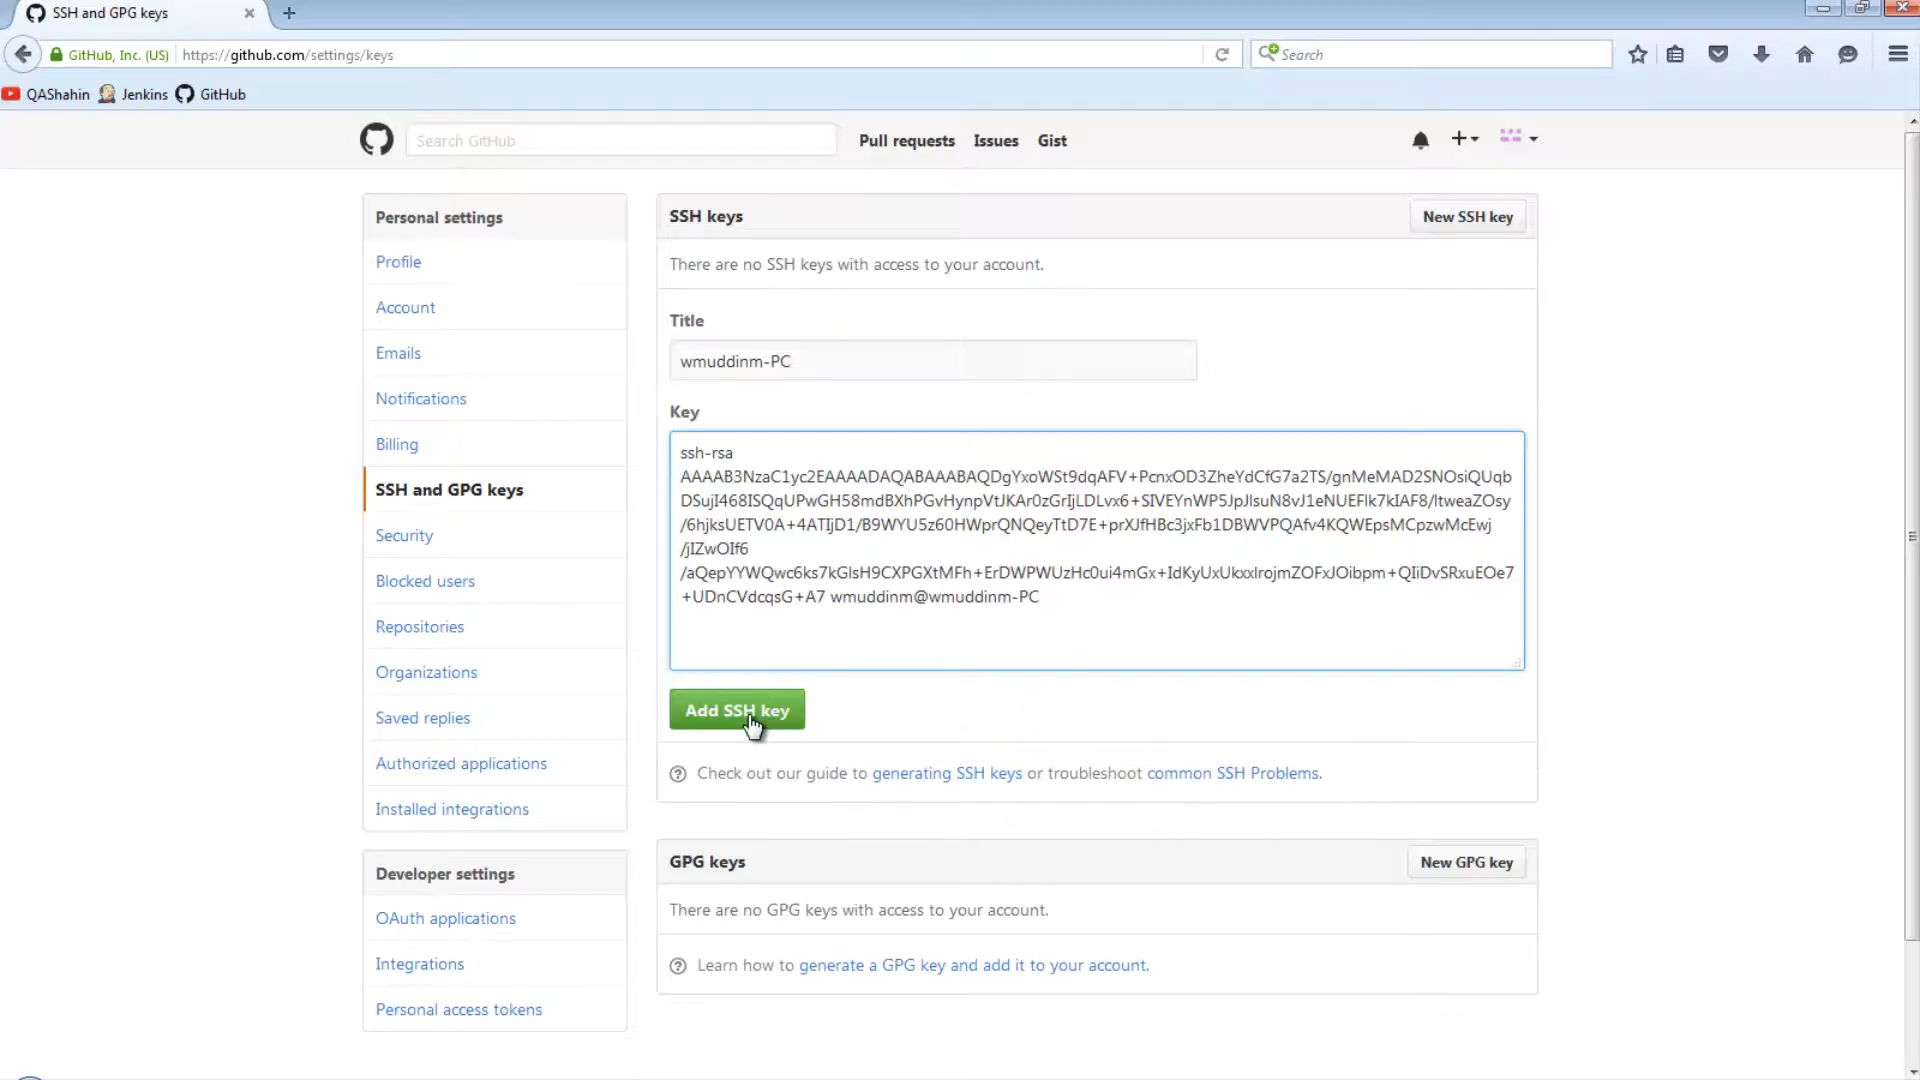 SSH and GPG keys
GitHub, Inc. (US)
https://github.com/settings/keys
Search
QAShahin
Jenkins
GitHub
Search GitHub
Pull requests
Issues
Gist
Personal settings
Profile
Account
Emails
Notifications
Billing
SSH and GPG keys
Security
Blocked users
Repositories
Organizations
Saved replies
Authorized applications
Installed integrations
Developer settings
OAuth applications
Integrations
Personal access tokens
SSH keys
New SSH key
There are no SSH keys with access to your account.
Title
wmuddinm-PC
Key
ssh-rsa
AAAAB3NzaC1yc2EAAAADAQABAAABAQDgYxoWSt9dqAFV+PcnxOD3ZheYdCfG7a2TS/gnMeMAD2SNOsiQUqb
DSujI468ISQqUPwGH58mdBXhPGvHynpVtJKAr0zGrIjLDLvx6+SIVEYnWP5JpJlsuN8vJ1eNUEFlk7kIAF8/ltweaZOsy
/6hjksUETV0A+4ATIjD1/B9WYU5z60HWprQNQeyTtD7E+prXJfHBc3jxFb1DBWVPQAfv4KQWEpsMCpzwMcEwj
/jIZwOIf6
/aQepYYWQwc6ks7kGlsH9CXPGXtMFh+ErDWPWUzHc0ui4mGx+IdKyUxUkxxlrojmZOFxJOibpm+QIiDvSRxuEOe7
+UDnCVdcqsG+A7 wmuddinm@wmuddinm-PC
Add SSH key
Check out our guide to generating SSH keys or troubleshoot common SSH Problems.
GPG keys
New GPG key
There are no GPG keys with access to your account.
Learn how to generate a GPG key and add it to your account.